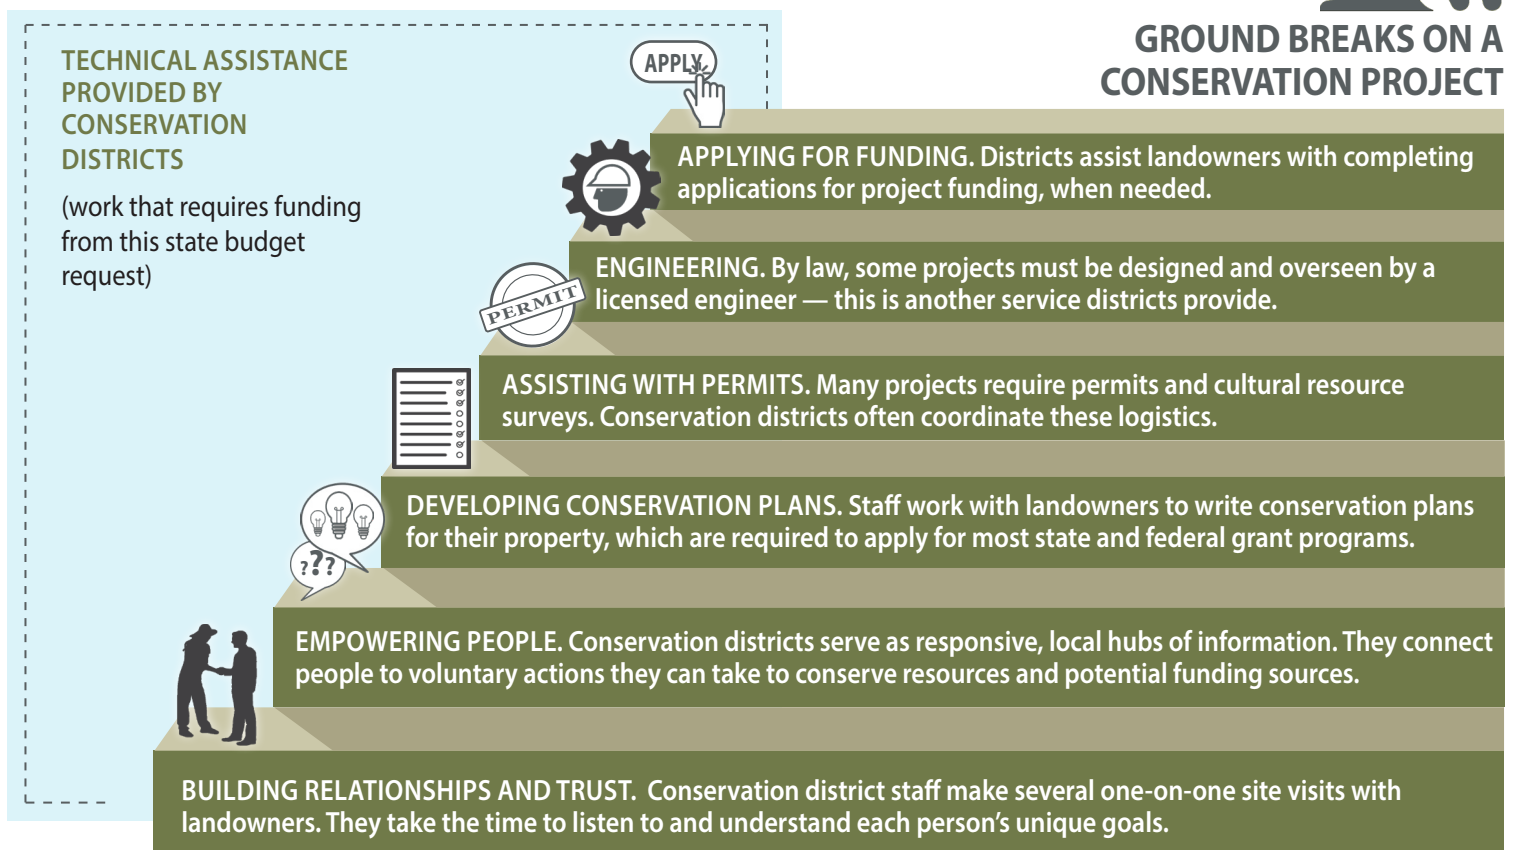 GROUND BREAKS ON A
CONSERVATION PROJECT
TECHNICAL ASSISTANCE
PROVIDED BY
CONSERVATION
DISTRICTS
(work that requires funding
from this state budget
request)
APPLY
APPLYING FOR FUNDING. Districts assist landowners with completing
applications for project funding, when needed.
ENGINEERING. By law, some projects must be designed and overseen by a
licensed engineer — this is another service districts provide.
PERMIT
ASSISTING WITH PERMITS. Many projects require permits and cultural resource
surveys. Conservation districts often coordinate these logistics.
DEVELOPING CONSERVATION PLANS. Staff work with landowners to write conservation plans
for their property, which are required to apply for most state and federal grant programs.
???
EMPOWERING PEOPLE. Conservation districts serve as responsive, local hubs of information. They connect
people to voluntary actions they can take to conserve resources and potential funding sources.
BUILDING RELATIONSHIPS AND TRUST. Conservation district staff make several one-on-one site visits with
landowners. They take the time to listen to and understand each person's unique goals.